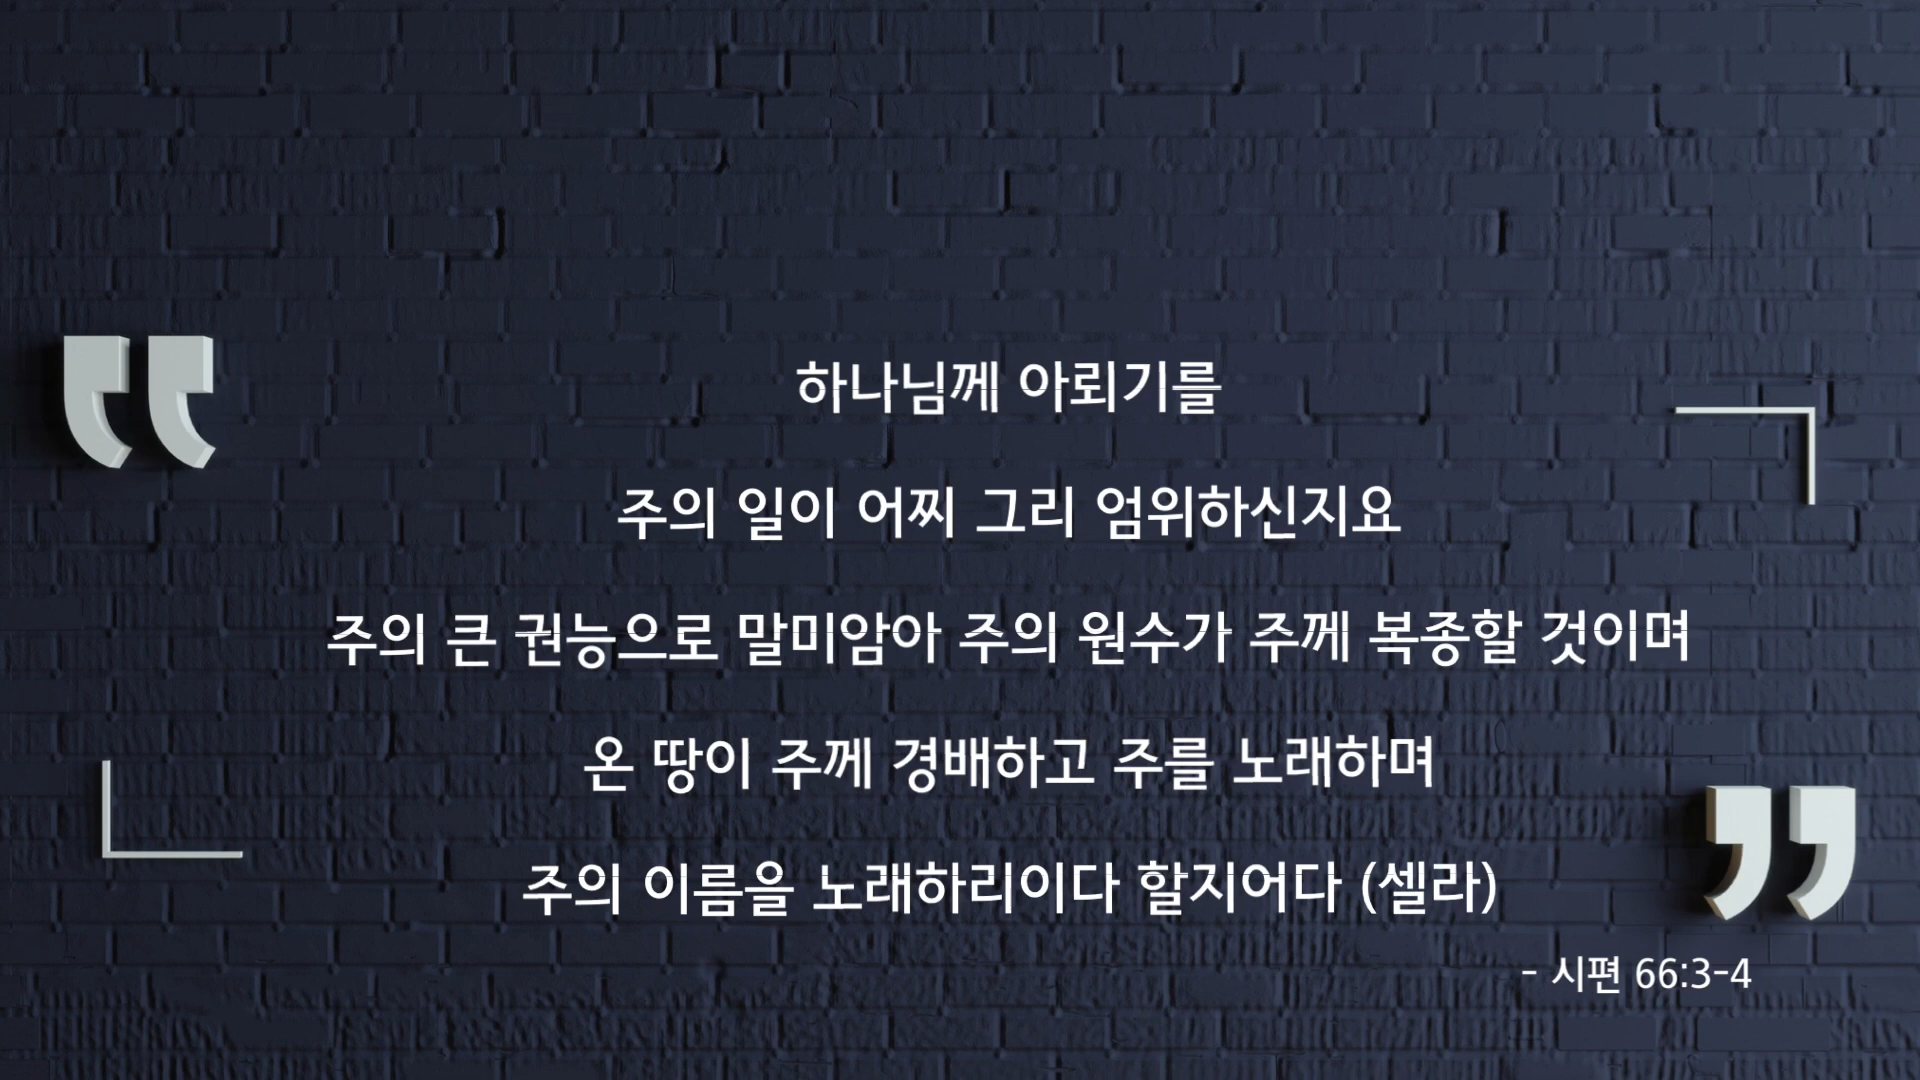 하나님께 아뢰기를
주의 일이 어찌 그리 엄위하신지요
주의 큰 권능으로 말미암아 주의 원수가 주께 복종할 것이며
온 땅이 주께 경배하고 주를 노래하며
주의 이름을 노래하리이다 할지어다 (셀라)
- 시편 66:3-4